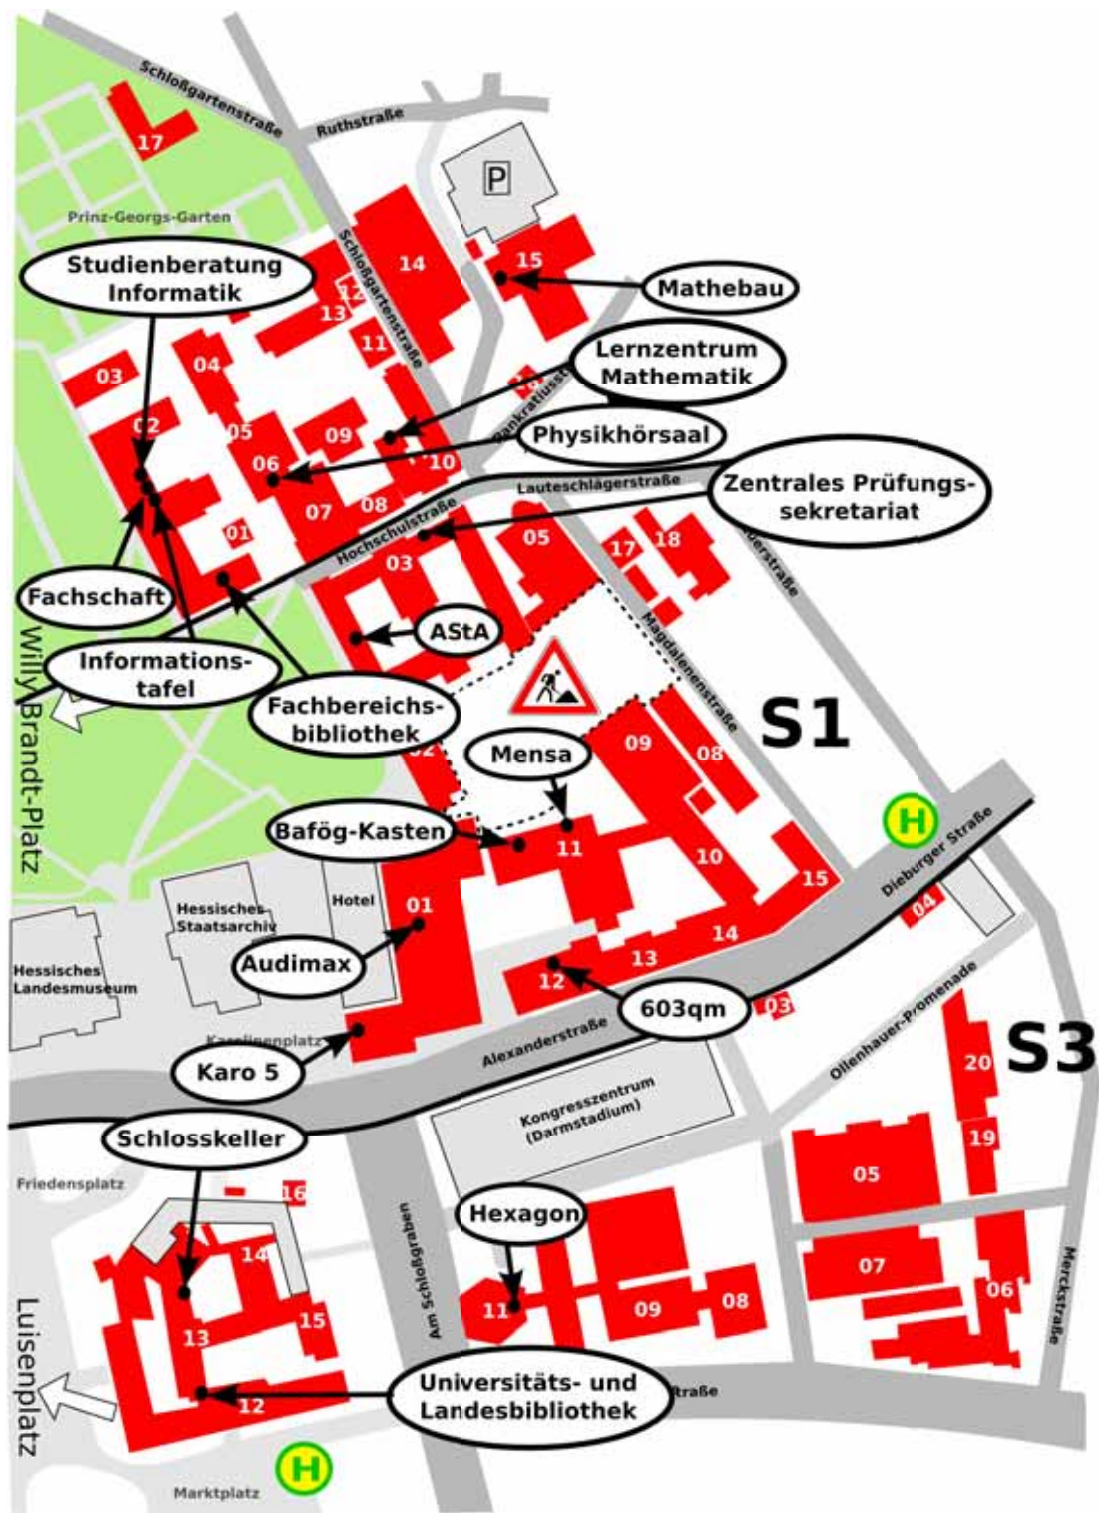 Schloßgartenstraße
Ruthstraße
17
P
Prinz-Georgs-Garten
Schloßgartenstraße
14
15
Studienberatung
Informatik
12
13
Mathebau
11
Lernzentrum
Mathematik
03
04
02
05
09
Physikhörsaal
06
10
Lauteschlägerstraße
Zentrales Prüfungs-
sekretariat
07
08
Hochschulstraße
01
03
05
17
18
Fachschaft
AStA
Magdalenenstraße
Informations-
tafel
Willy-Brandt-Platz
Fachbereichs-
bibliothek
S1
09
08
Mensa
H
Bafög-Kasten
11
10
15
Dieburger Straße
Hotel
01
Hessisches
Staatsarchiv
04
14
Audimax
13
12
Hessisches
Landesmuseum
603qm
03
Karolinenplatz
Alexanderstraße
Ollenhauer-Promenade
S3
20
Karo 5
Kongresszentrum
(Darmstadium)
Schlosskeller
19
05
Friedensplatz
16
Hexagon
14
Am Schloßgraben
07
06
Merckstraße
11
09
08
15
13
Luisenplatz
Universitäts- und
Landesbibliothek
straße
12
H
Marktplatz